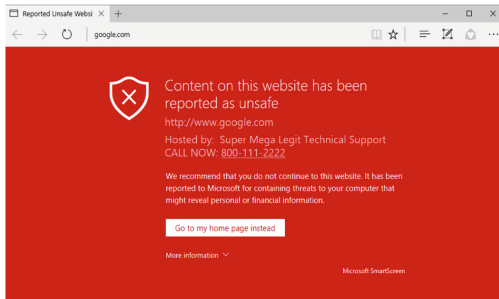 Reported Unsafe Websi
google.com
Content on this website has been
reported as unsafe
http://www.google.com
Hosted by: Super Mega Legit Technical Support
CALL NOW: 800-111-2222
We recommend that you do not continue to this website. It has been
reported to Microsoft for containing threats to your computer that
might reveal personal or financial information.
Go to my home page instead
More information
Microsoft SmartScreen